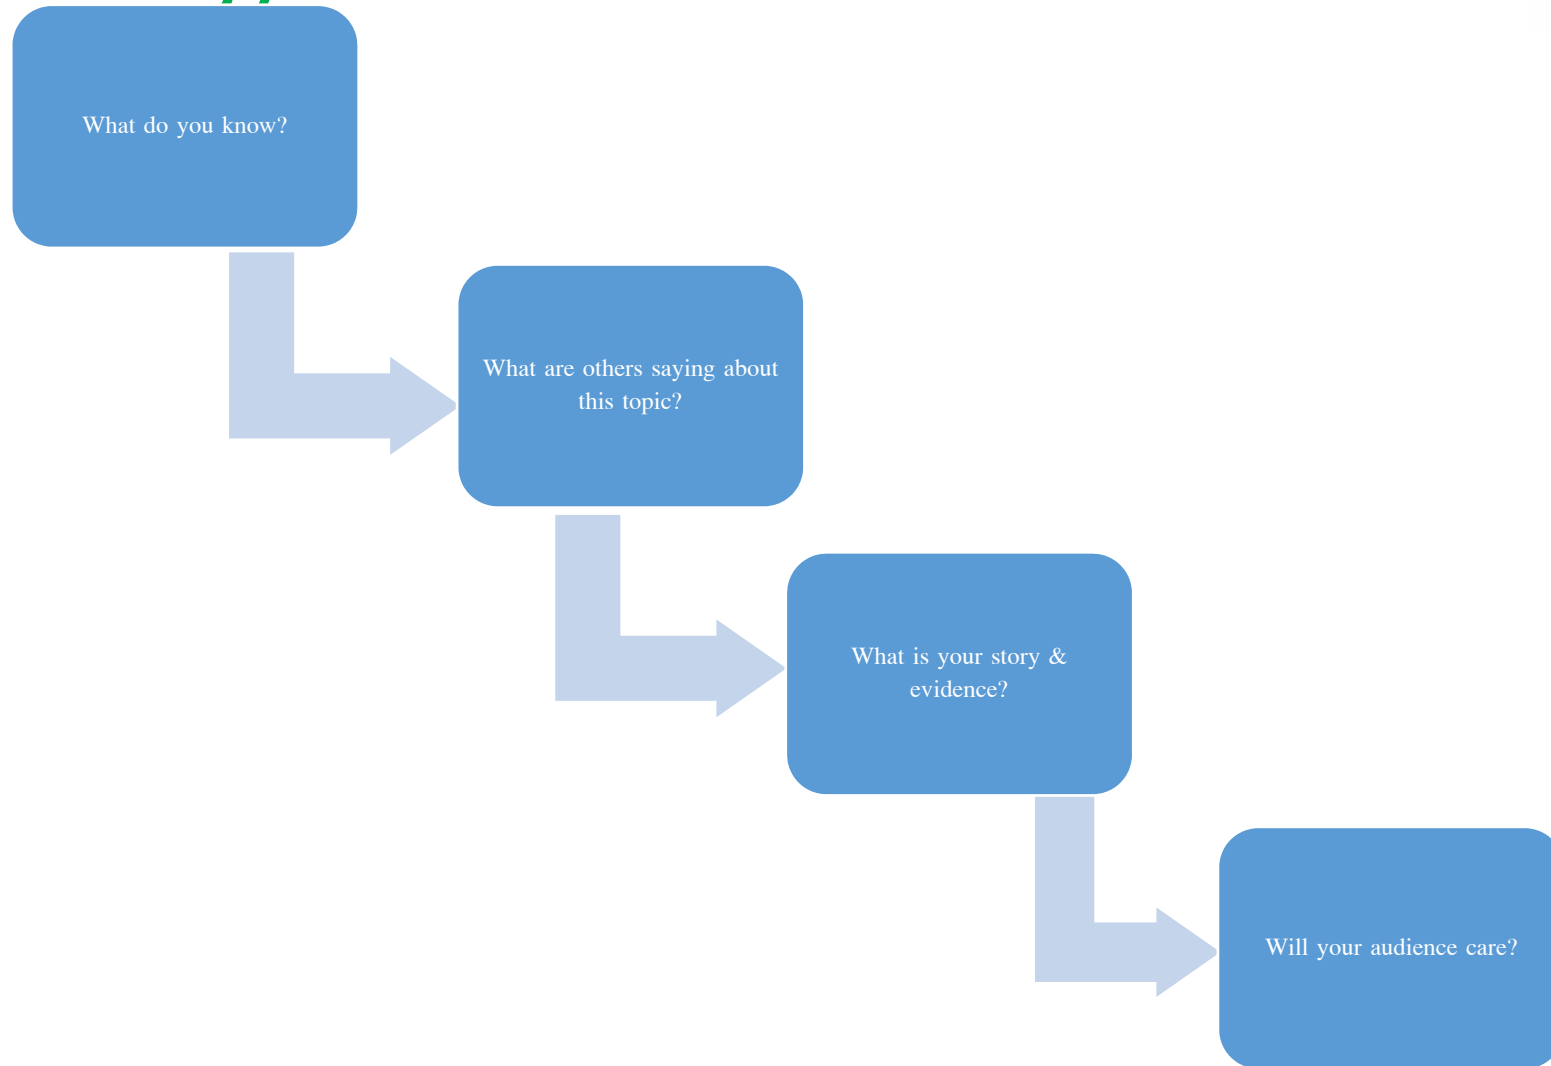 What do you know?
What are others saying about
this topic?
What is your story &
evidence?
Will your audience care?